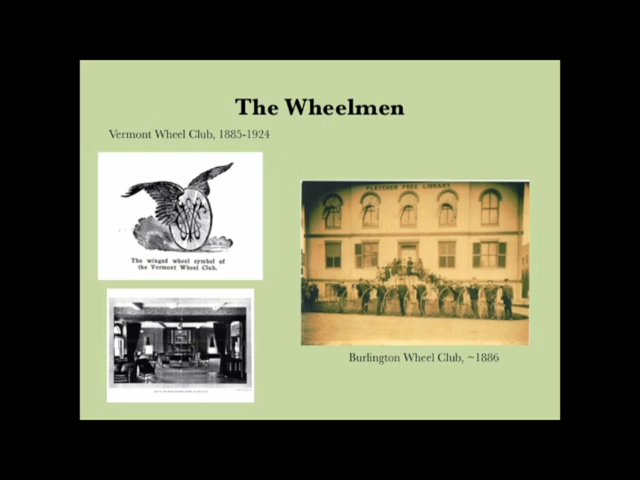 The Wheelmen
Vermont Wheel Club, 1885-1924
The winged wheel symbol of
the Vermont Wheel Club.
FLETCHER FREE LIBRARY
Burlington Wheel Club, ~1886